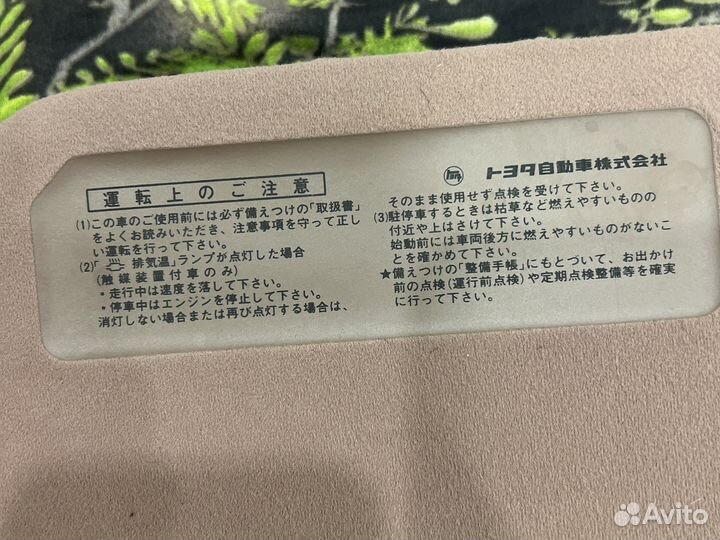 運転上のご注意
(1)この車のご使用前には必ず備えつけの「取扱書」
をよくお読みいただき、注意事項を守って正し
い運転を行って下さい。
(2)「排気温」ランプが点灯した場合
(触媒装置付車のみ)
・走行中は速度を落して下さい。
・停車中はエンジンを停止して下さい。
消灯しない場合または再び点灯する場合は、
トヨタ自動車株式会社
そのまま使用せず点検を受けて下さい。
(3)駐停車するときは枯草など燃えやすいものの
付近や上はさけて下さい。
始動前には車両後方に燃えやすいものがないこ
とを確かめて下さい。
★備えつけの「整備手帳」にもとづいて、お出かけ
前の点検(運行前点検)や定期点検整備等を確実
に行って下さい。
Avito